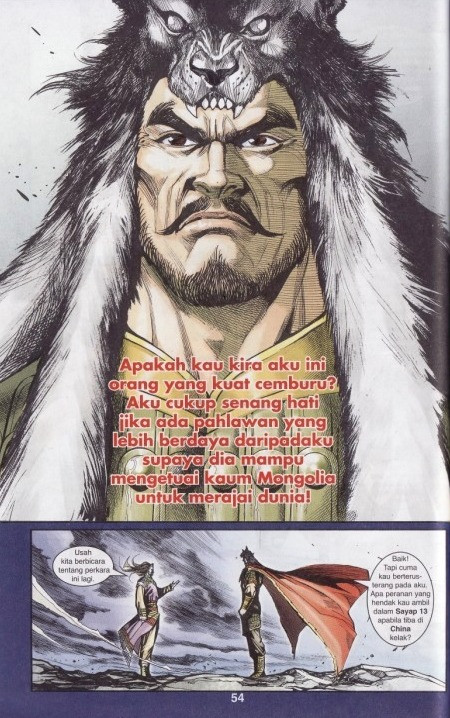 Apakah kau kira aku ini
orang yang kuat cemburu?
Aku cukup senang hati
jika ada pahlawan yang
lebih berdaya daripadaku
supaya dia mampu
mengetuai kaum Mongolia
untuk merajai dunia!
Usah
kita berbicara
tentang perkara
ini lagi.
Baik!
Tapi cuma
kau berterus-
terang pada aku.
Apa peranan yang
hendak kau ambil
dalam Sayap 13
apabila tiba di
China
kelak?
54